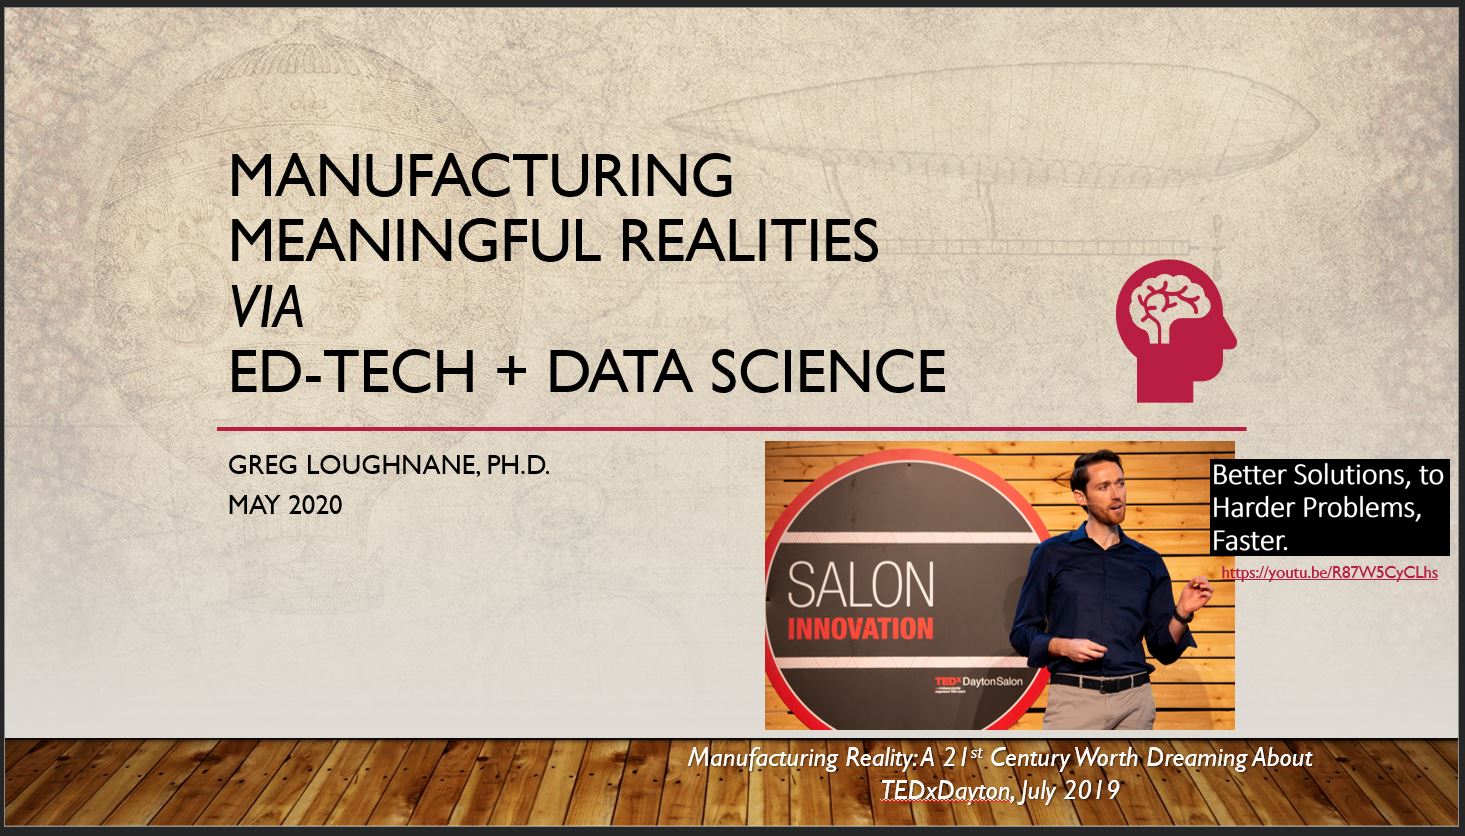 MANUFACTURING
MEANINGFUL REALITIES
VIA
ED-TECH + DATA SCIENCE
GREG LOUGHNANE, PH.D.
MAY 2020
SALON
INNOVATION
TEDx DaytonSalon
Better Solutions, to
Harder Problems,
Faster.
https://youtu.be/R87W5CyCLhs
Manufacturing Reality: A 21st Century Worth Dreaming About
TEDxDayton, July 2019